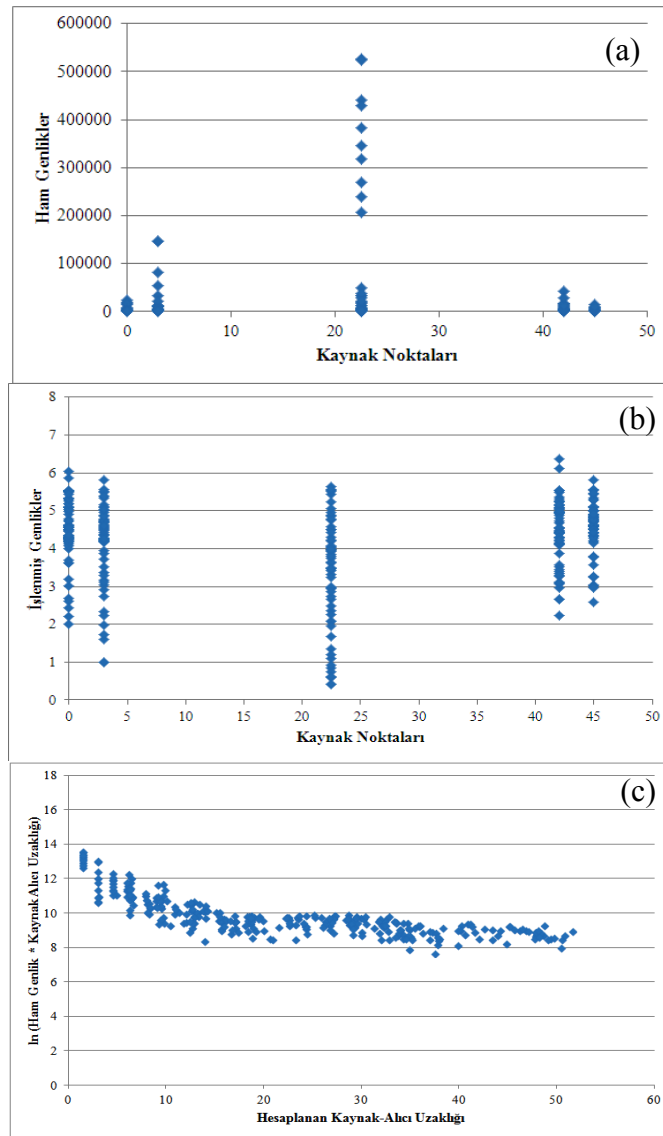 (a)
600000
500000
400000
300000
200000
100000
0
Ham Genlikler
0 10 20 30 40 50
Kaynak Noktaları
(b)
8
7
6
5
4
3
2
1
0
İşlenmiş Gemlikler
0 5 10 15 20 25 30 35 40 45 50
Kaynak Noktaları
(c)
18
16
14
12
10
8
6
4
2
0
ln (Ham Genlik * Kaynak Alıcı Uzaklığı)
0 10 20 30 40 50 60
Hesaplanan Kaynak-Alıcı Uzaklığı